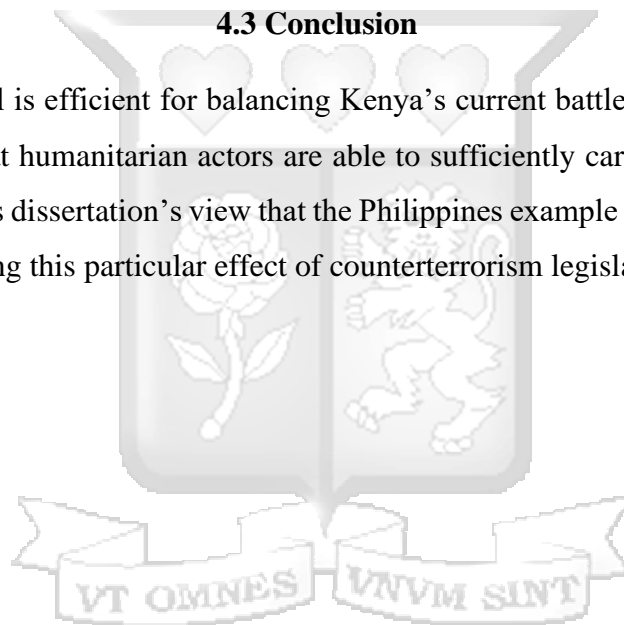 4.3 Conclusion
l is efficient for balancing Kenya's current battle
t humanitarian actors are able to sufficiently car
s dissertation's view that the Philippines example
ng this particular effect of counterterrorism legisla
VT OMNES VNVM SINT